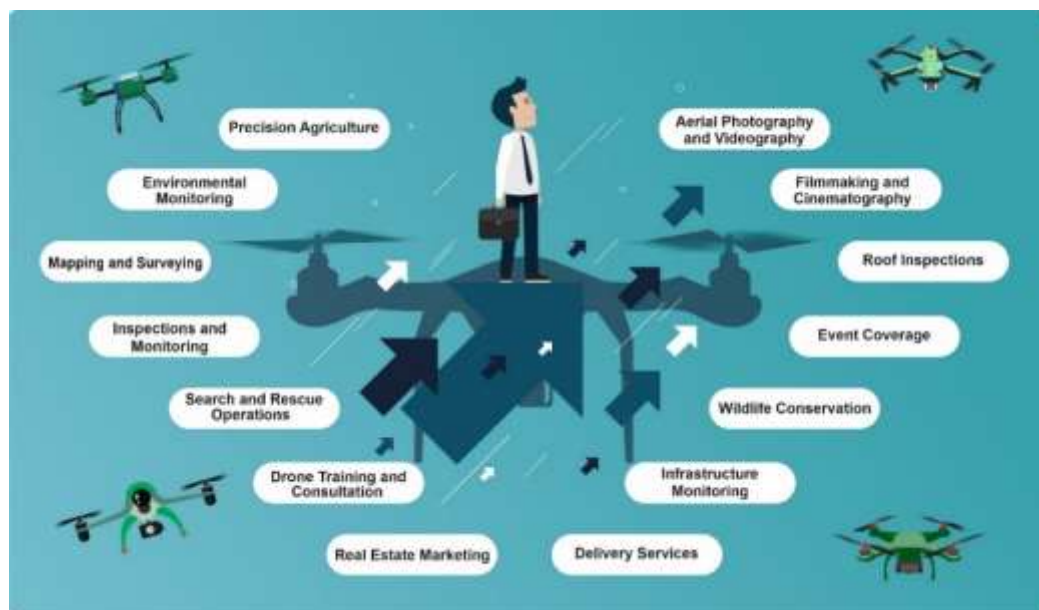 Precision Agriculture
Environmental
Monitoring
Mapping and Surveying
Inspections and
Monitoring
Search and Rescue
Operations
Drone Training and
Consultation
Real Estate Marketing
Aerial Photography
and Videography
Filmmaking and
Cinematography
Roof Inspections
Event Coverage
Wildlife Conservation
Infrastructure
Monitoring
Delivery Services